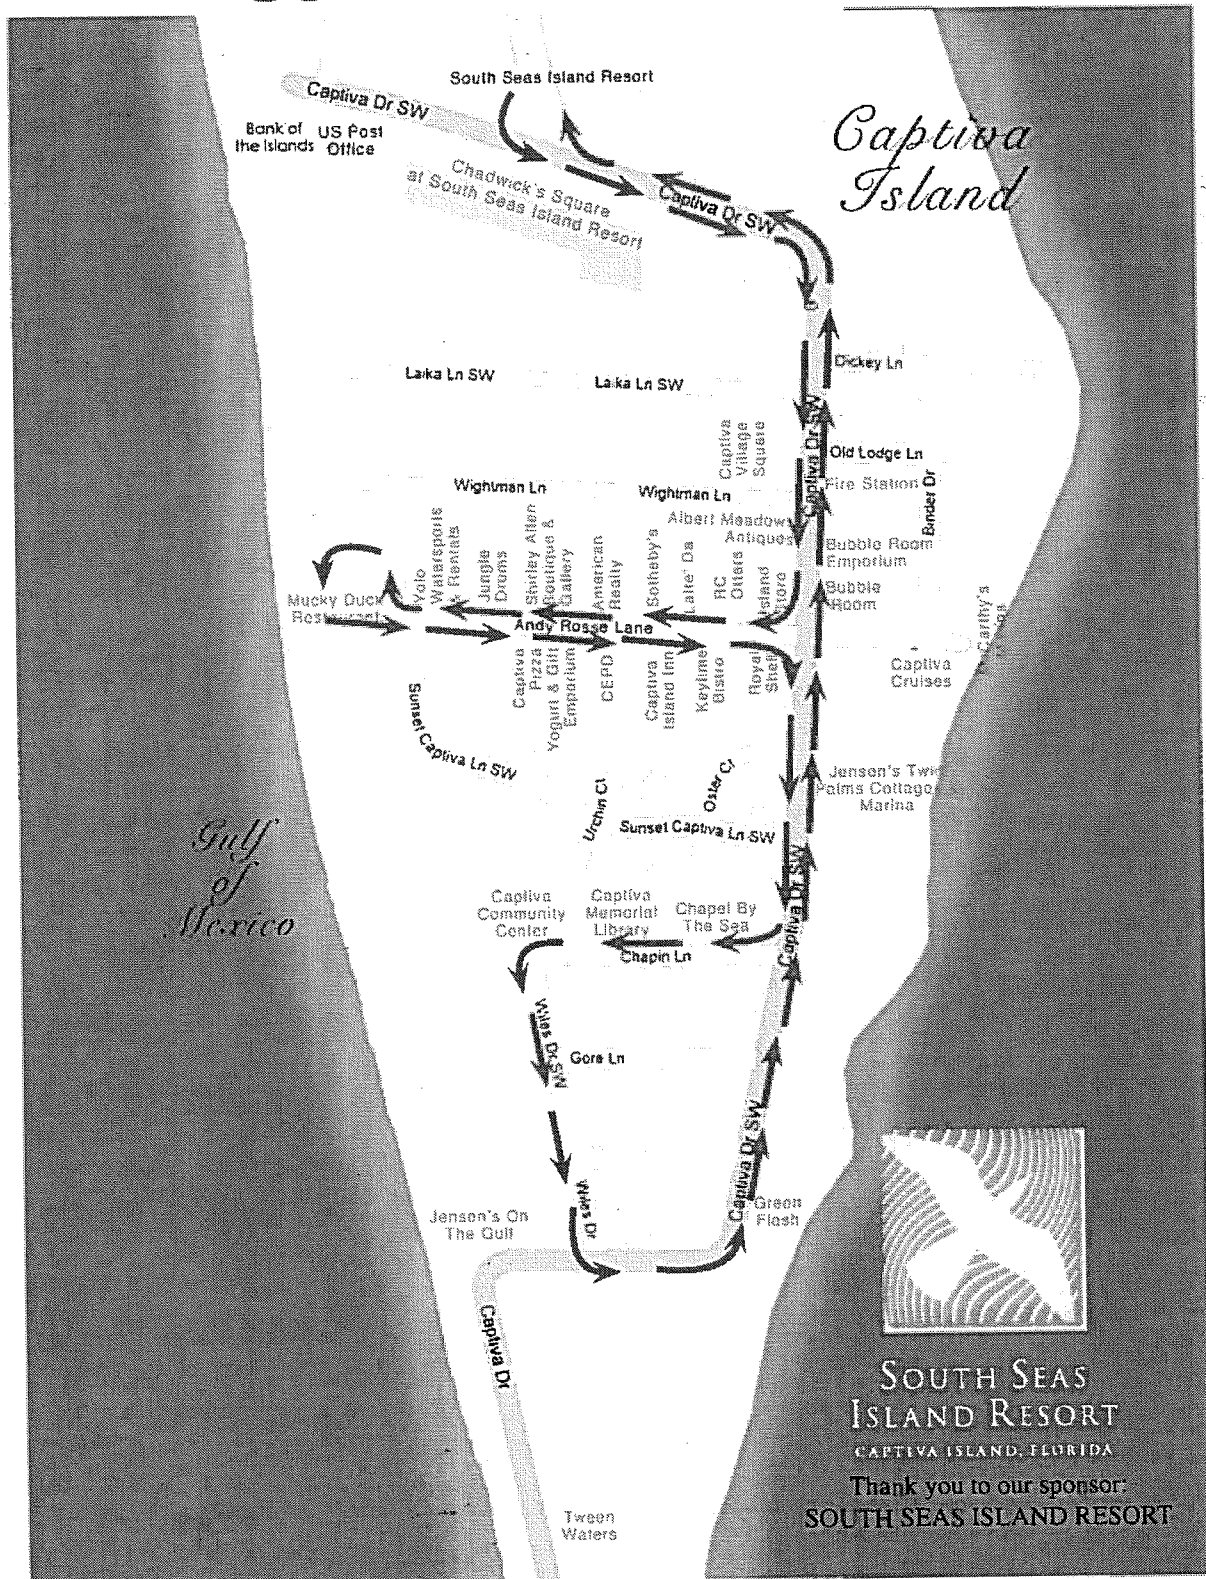 South Seas Island Resort
Captiva Dr SW
Bank of
the Islands
US Post
Office
Chadwick's Square
at South Seas Island Resort
Captiva
Island
Captiva Dr SW
Dickey Ln
Laika Ln SW
Laika Ln SW
Captiva
Village
Square
Captiva Dr SW
Old Lodge Ln
Fire Station
Binder Dr
Wightman Ln
Wightman Ln
Albert Meadows
Antiques
Bubble Room
Emporium
Bubble
Room
Yolo
Watersports
& Rentals
Jungle
Drums
Shirley Allen
Boutique &
Gallery
American
Realty
Sotheby's
Latte' Da
RC
Otters
Island
Store
Mucky Duck
Restaurant
Andy Rosse Lane
Captiva
Pizza
Yogurt & Gift
Emporium
CEPD
Captiva
Island Inn
Keylime
Bistro
Royal
Shell
Captiva
Cruises
McCarthy's
Sunset Captiva Ln SW
Jensen's Twin
Palms Cottage &
Marina
Urchin Ct
Oster Ct
Sunset Captiva Ln SW
Gulf
of
Mexico
Captiva
Community
Center
Captiva
Memorial
Library
Chapel By
The Sea
Captiva Dr SW
Chapin Ln
Wiles Dr SW
Gore Ln
Captiva Dr SW
Wiles Dr
Green
Flash
Jensen's On
The Gulf
Captiva Dr
Tween
Waters
SOUTH SEAS
ISLAND RESORT
CAPTIVA ISLAND, FLORIDA
Thank you to our sponsor:
SOUTH SEAS ISLAND RESORT